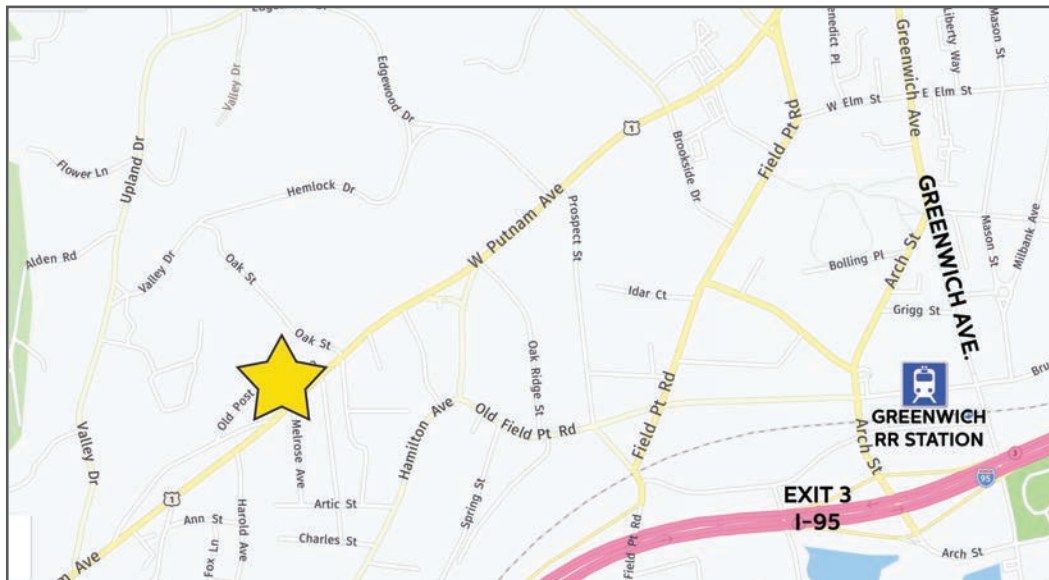 Valley Dr
Edgewood Dr
enedict Pl
Greenwich Ave
Liberty Way
Mason St
W Elm St
E Elm St
Flower Ln
Upland Dr
Hemlock Dr
1
Brookside Dr
Field Pt Rd
GREENWICH AVE.
W Putnam Ave
Prospect St
Mason St
Milbank Ave
Alden Rd
Valley Dr
Oak St
Bolling Pl
Arch St
Idar Ct
Grigg St
Oak St
Oak Ridge St
Old Post
Melrose Ave
Hamilton Ave
Old Field Pt Rd
Field Pt Rd
Bru
GREENWICH
RR STATION
Arch St
Valley Dr
1
Harold Ave
Artic St
Spring St
EXIT 3
I-95
3
95
Ann St
Fox Ln
Charles St
Field Pt Rd
Arch St
m Ave